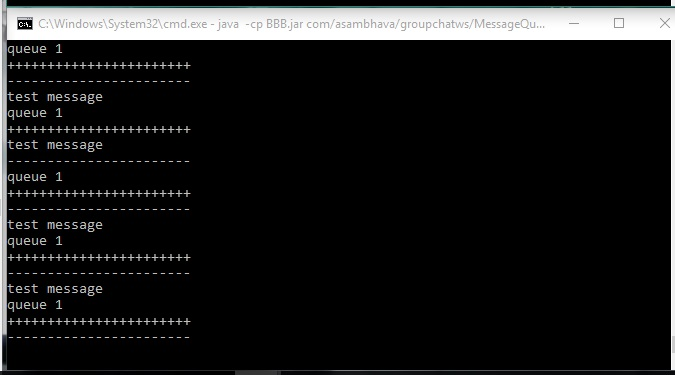 C:\Windows\System32\cmd.exe - java  -cp BBB.jar com/asambhava/groupchatws/MessageQu...
queue 1
+++++++++++++++++++++++
-----------------------
test message
queue 1
+++++++++++++++++++++++
test message
-----------------------
queue 1
+++++++++++++++++++++++
-----------------------
test message
queue 1
+++++++++++++++++++++++
-----------------------
test message
queue 1
+++++++++++++++++++++++
-----------------------